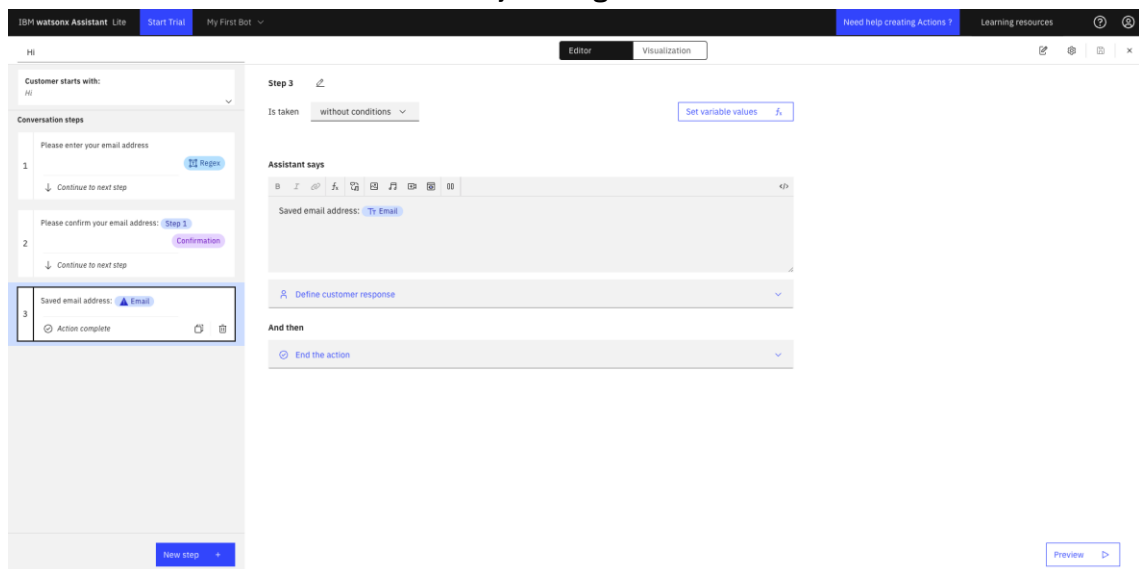 IBM watsonx Assistant Lite Start Trial My First Bot Need help creating Actions ? Learning resources
Hi
Editor Visualization
Customer starts with:
Hi
Conversation steps
1
Please enter your email address
Regex
Continue to next step
2
Please confirm your email address: Step 1
Confirmation
Continue to next step
3
Saved email address: Email
Action complete
New step +
Step 3
Is taken without conditions
Set variable values fx
Assistant says
B I fx </>
Saved email address: Tт Email
Define customer response
And then
End the action
Preview